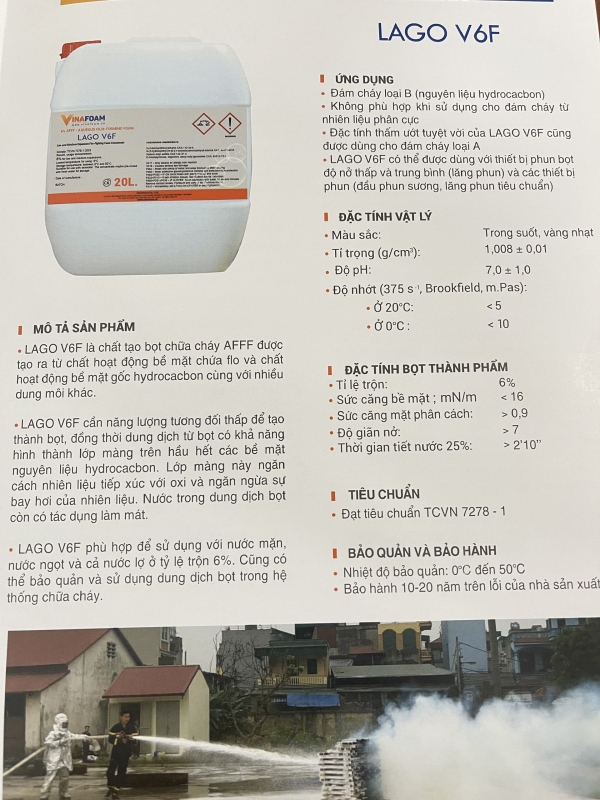 LAGO V6F
VINAFOAM
LAGO V6F
@ 20L.
ỨNG DỤNG
• Đám cháy loại B (nguyên liệu hydrocacbon)
• Không phù hợp khi sử dụng cho đám cháy từ
nhiên liệu phân cực
• Đặc tính thấm ướt tuyệt vời của LAGO V6F cũng
được dùng cho đám cháy loại A
• LAGO V6F có thể được dùng với thiết bị phun bọt
độ nở thấp và trung bình (lăng phun) và các thiết bị
phun (đầu phun sương, lăng phun tiêu chuẩn)
ĐẶC TÍNH VẬT LÝ
• Màu sắc: Trong suốt, vàng nhạt
• Tỉ trọng (g/cm³): 1,008 ± 0,01
• Độ pH: 7,0 ± 1,0
• Độ nhớt (375 s⁻¹, Brookfield, m.Pas):
• Ở 20°C: < 5
• Ở 0°C : < 10
ĐẶC TÍNH BỌT THÀNH PHẨM
• Tỉ lệ trộn: 6%
• Sức căng bề mặt ; mN/m < 16
• Sức căng mặt phân cách: > 0,9
• Độ giãn nở: > 7
• Thời gian tiết nước 25%: > 2'10''
TIÊU CHUẨN
• Đạt tiêu chuẩn TCVN 7278 - 1
BẢO QUẢN VÀ BẢO HÀNH
• Nhiệt độ bảo quản: 0°C đến 50°C
• Bảo hành 10-20 năm trên lỗi của nhà sản xuất
MÔ TẢ SẢN PHẨM
• LAGO V6F là chất tạo bọt chữa cháy AFFF được
tạo ra từ chất hoạt động bề mặt chứa flo và chất
hoạt động bề mặt gốc hydrocacbon cùng với nhiều
dung môi khác.
• LAGO V6F cần năng lượng tương đối thấp để tạo
thành bọt, đồng thời dung dịch từ bọt có khả năng
hình thành lớp màng trên hầu hết các bề mặt
nguyên liệu hydrocacbon. Lớp màng này ngăn
cách nhiên liệu tiếp xúc với oxi và ngăn ngừa sự
bay hơi của nhiên liệu. Nước trong dung dịch bọt
còn có tác dụng làm mát.
• LAGO V6F phù hợp để sử dụng với nước mặn,
nước ngọt và cả nước lợ ở tỷ lệ trộn 6%. Cũng có
thể bảo quản và sử dụng dung dịch bọt trong hệ
thống chữa cháy.